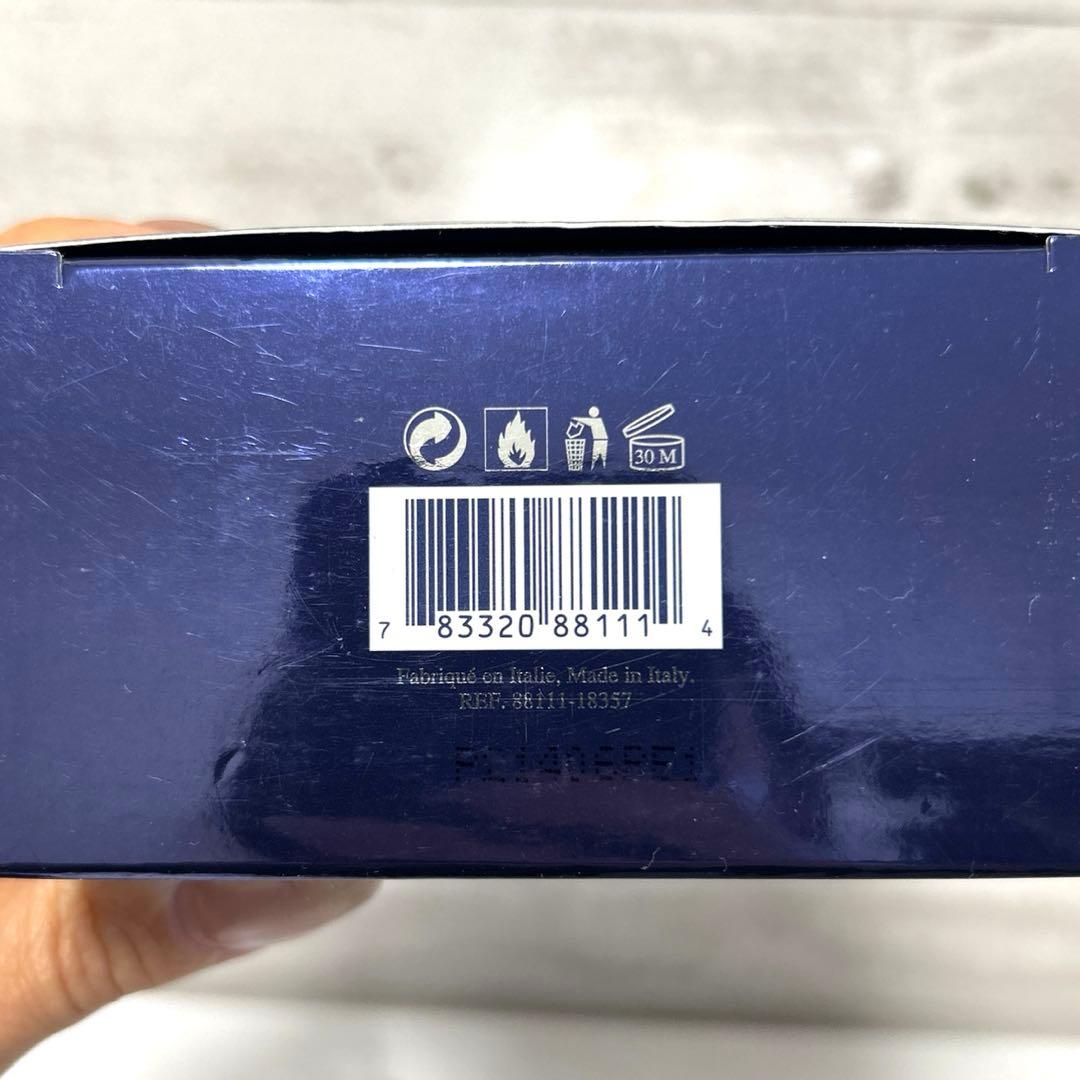 30 M
7 83320 88111 4
Fabriqué en Italie, Made in Italy.
REF. 88111-18357